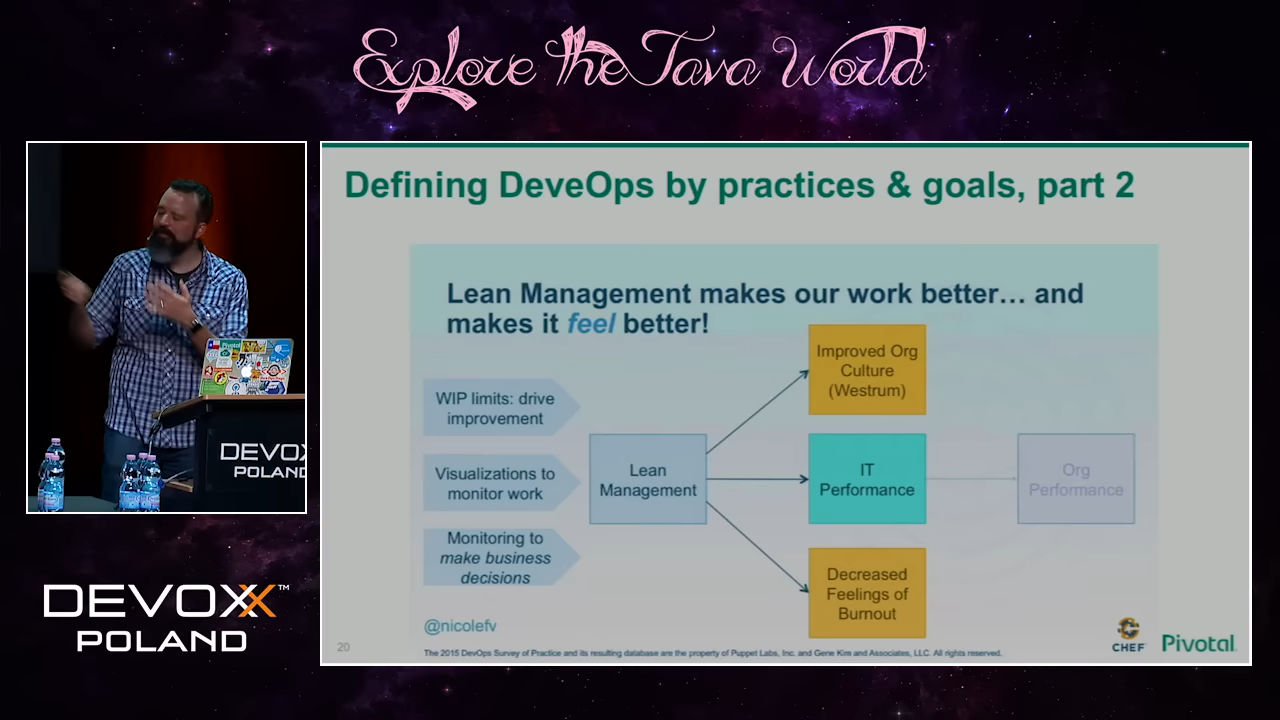 Explore the Java World
Defining DeveOps by practices & goals, part 2
Lean Management makes our work better... and
makes it feel better!
WIP limits: drive
improvement
Visualizations to
monitor work
Monitoring to
make business
decisions
Lean
Management
Improved Org
Culture
(Westrum)
IT
Performance
Decreased
Feelings of
Burnout
Org
Performance
@nicolefv
20
The 2015 DevOps Survey of Practice and its resulting database are the property of Puppet Labs, Inc. and Gene Kim and Associates, LLC. All rights reserved.
CHEF
Pivotal
Pivotal
DEVOX
POLAND
DEVOXX™
POLAND